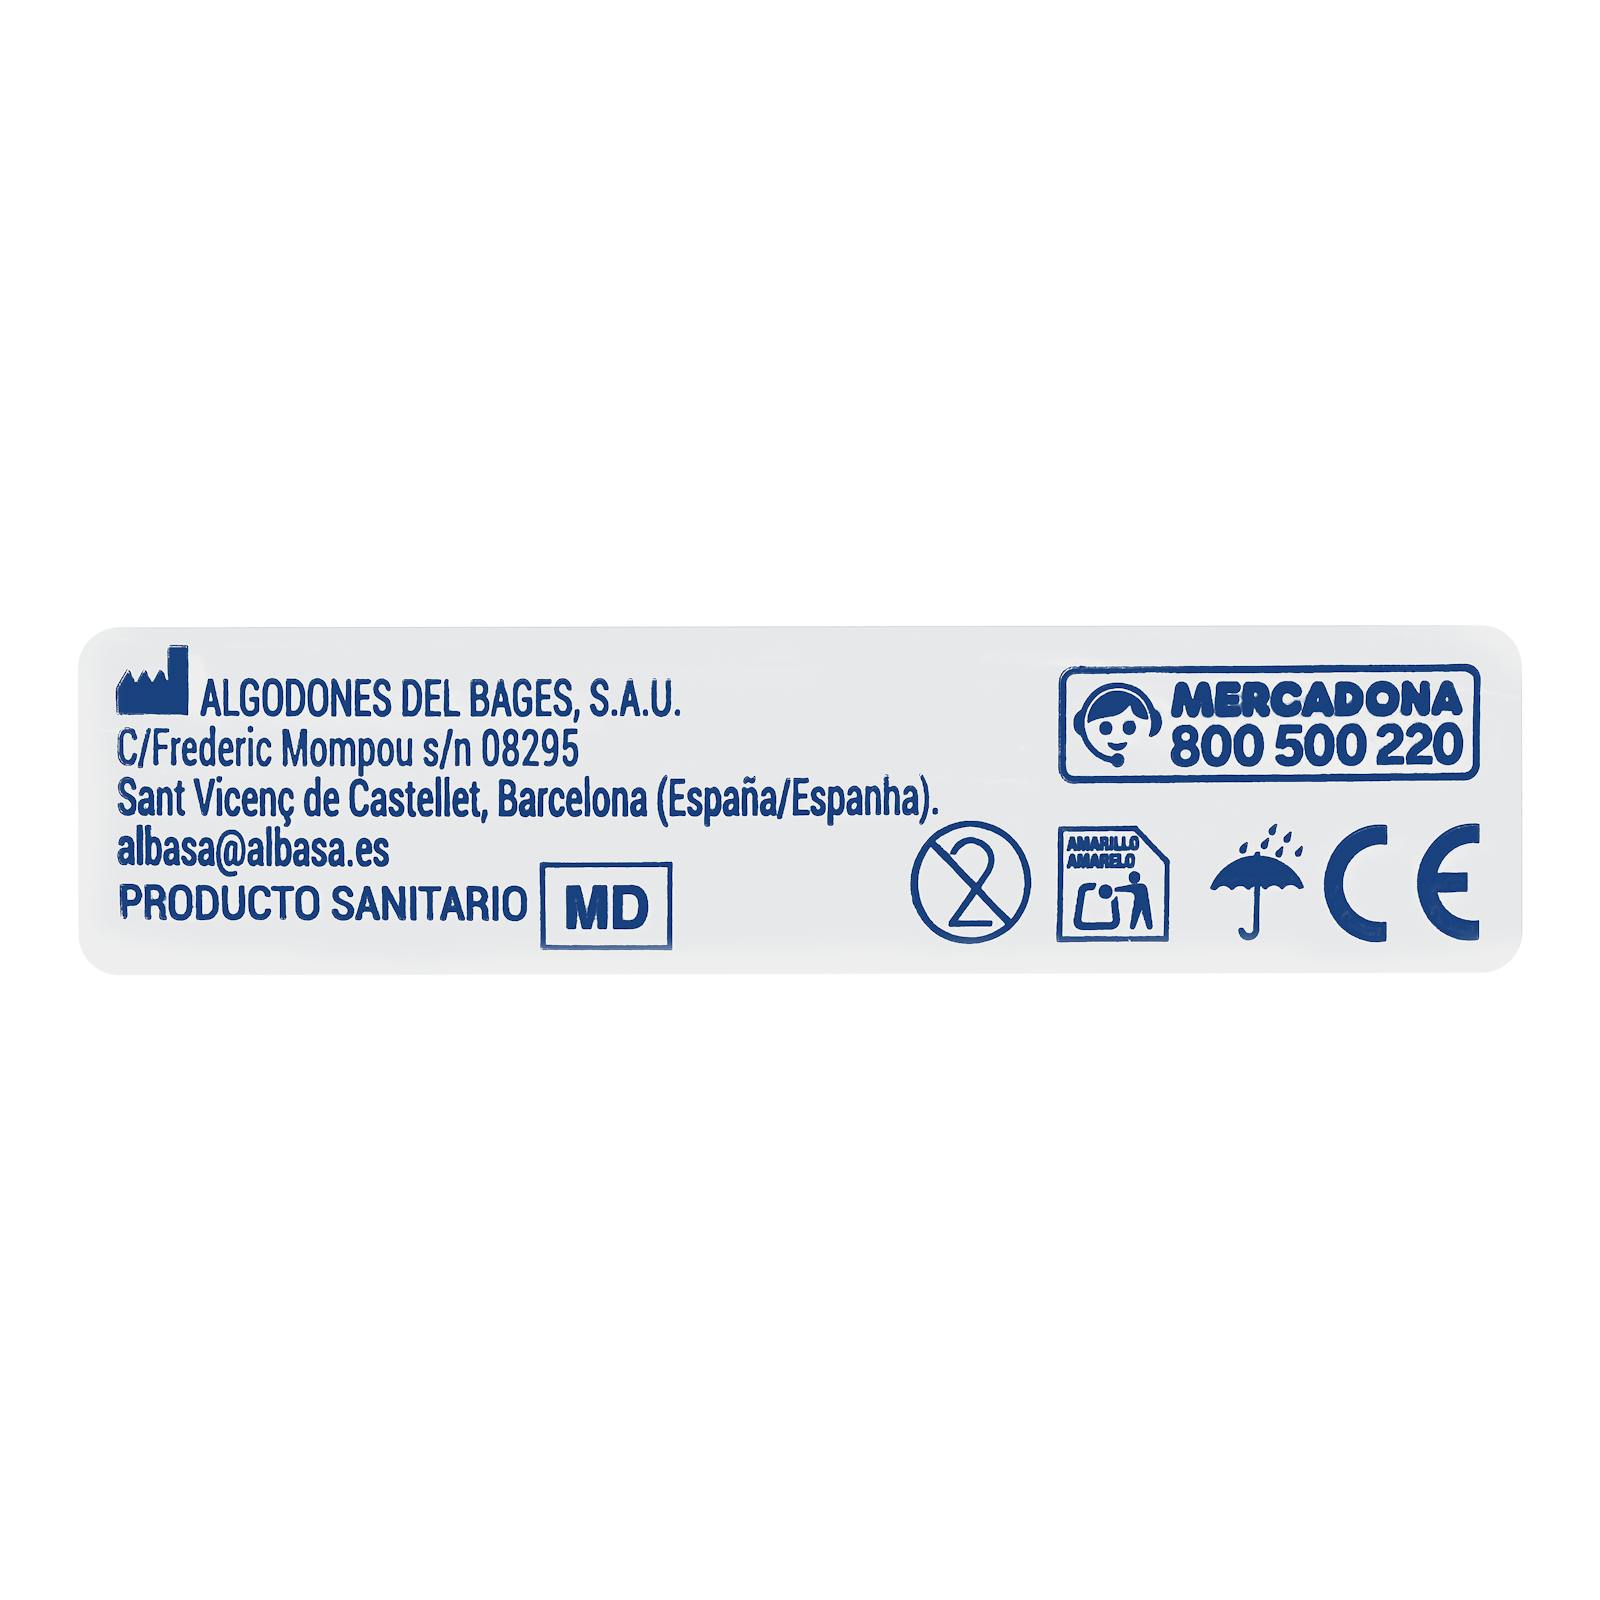 ALGODONES DEL BAGES, S.A.U.
C/Frederic Mompou s/n 08295
Sant Vicenç de Castellet, Barcelona (España/Espanha).
albasa@albasa.es
PRODUCTO SANITARIO MD
MERCADONA
800 500 220
2
AMARILLO
AMARELO
CE